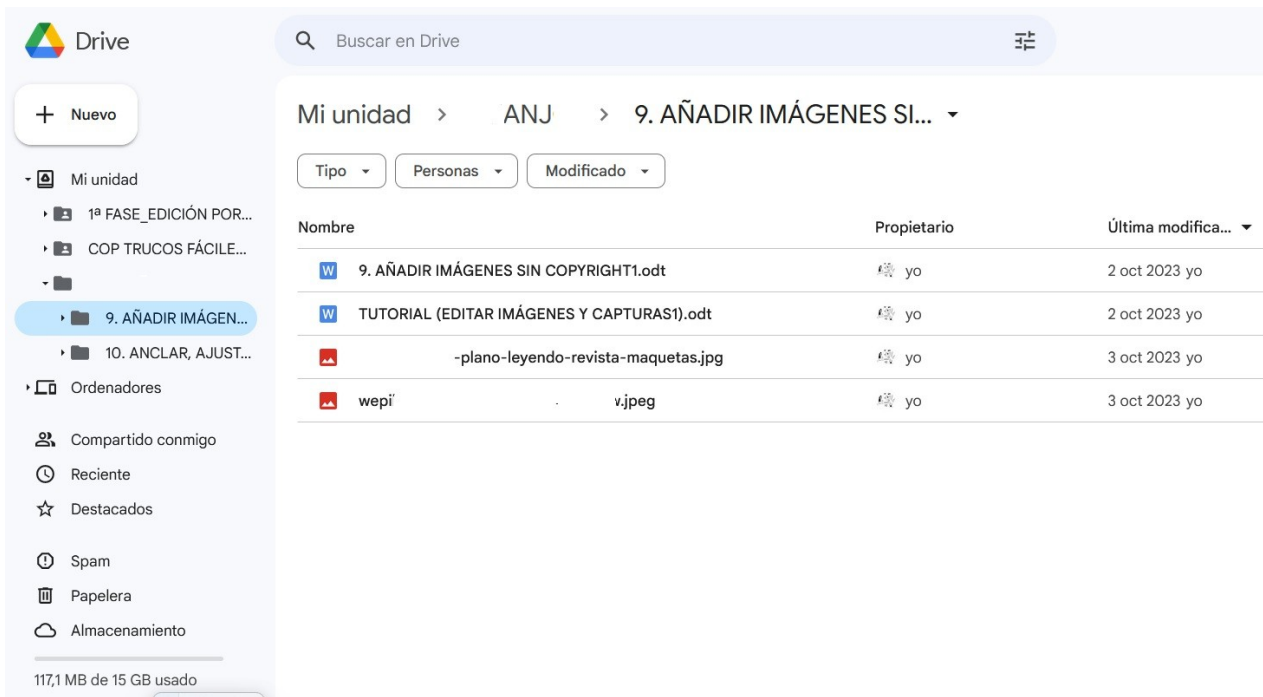 Drive
Buscar en Drive
Nuevo
Mi unidad
1ª FASE_EDICIÓN POR...
COP TRUCOS FÁCILE...
9. AÑADIR IMÁGEN...
10. ANCLAR, AJUST...
Ordenadores
Compartido conmigo
Reciente
Destacados
Spam
Papelera
Almacenamiento
117,1 MB de 15 GB usado
Mi unidad > ANJ > 9. AÑADIR IMÁGENES SI...
Tipo Personas Modificado
Nombre Propietario Última modifica...
9. AÑADIR IMÁGENES SIN COPYRIGHT1.odt yo 2 oct 2023 yo
TUTORIAL (EDITAR IMÁGENES Y CAPTURAS1).odt yo 2 oct 2023 yo
-plano-leyendo-revista-maquetas.jpg yo 3 oct 2023 yo
.jpeg yo 3 oct 2023 yo